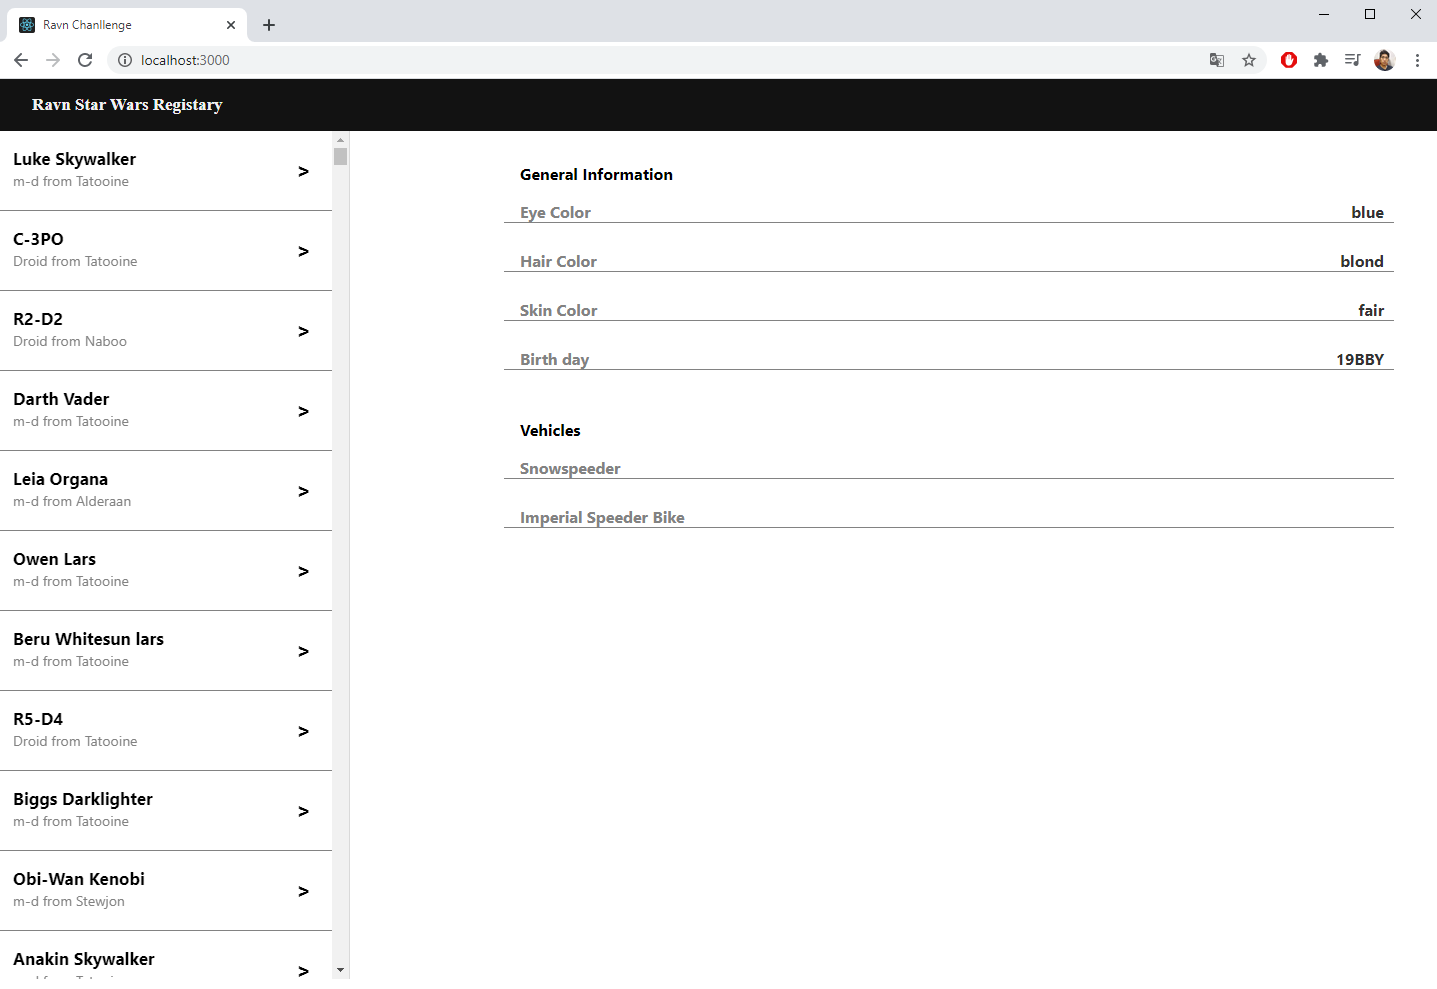 Ravn Chanllenge
localhost:3000
Ravn Star Wars Registary
Luke Skywalker
m-d from Tatooine
>
C-3PO
Droid from Tatooine
>
R2-D2
Droid from Naboo
>
Darth Vader
m-d from Tatooine
>
Leia Organa
m-d from Alderaan
>
Owen Lars
m-d from Tatooine
>
Beru Whitesun lars
m-d from Tatooine
>
R5-D4
Droid from Tatooine
>
Biggs Darklighter
m-d from Tatooine
>
Obi-Wan Kenobi
m-d from Stewjon
>
Anakin Skywalker
>
General Information
Eye Color blue
Hair Color blond
Skin Color fair
Birth day 19BBY
Vehicles
Snowspeeder
Imperial Speeder Bike